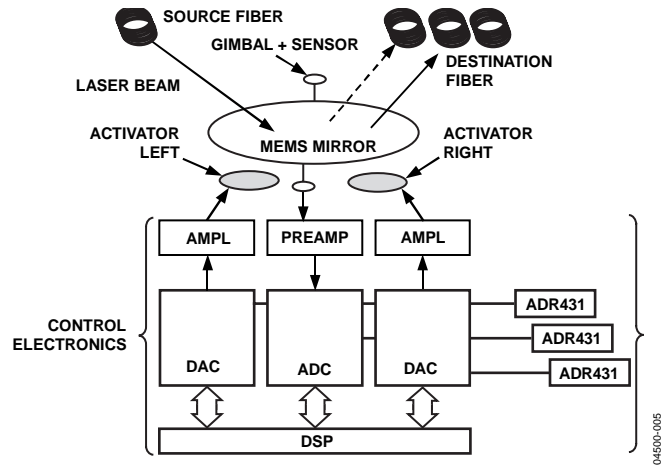 SOURCE FIBER
GIMBAL + SENSOR
DESTINATION
FIBER
LASER BEAM
MEMS MIRROR
ACTIVATOR
LEFT
ACTIVATOR
RIGHT
AMPL
PREAMP
AMPL
CONTROL
ELECTRONICS
DAC
ADC
DAC
ADR431
ADR431
ADR431
DSP
04500-005